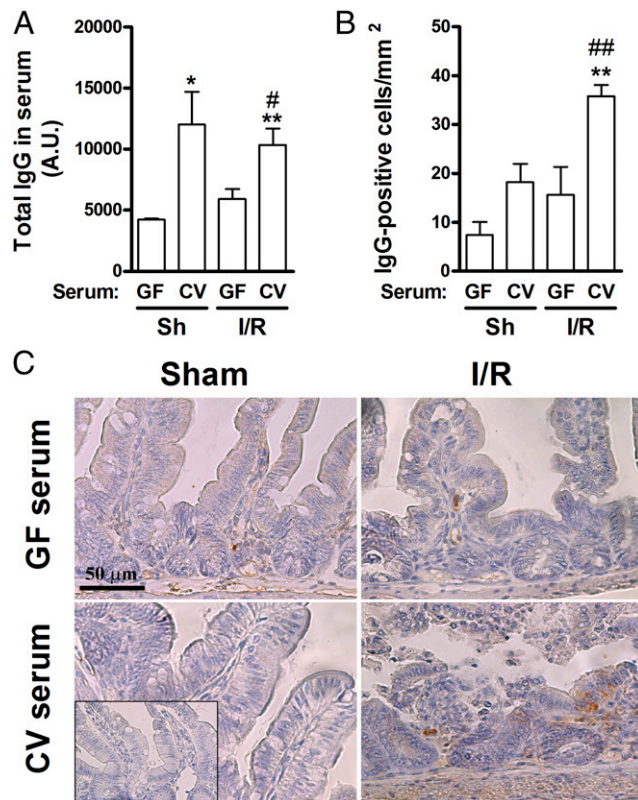 A
Total IgG in serum
(A.U.)
20000
15000
10000
5000
0
*
#
**
Serum: GF CV GF CV
Sh I/R
B
IgG-positive cells/mm 2
40
30
20
10
0
##
**
Serum: GF CV GF CV
Sh I/R
C
Sham I/R
GF serum
50 μm
CV serum